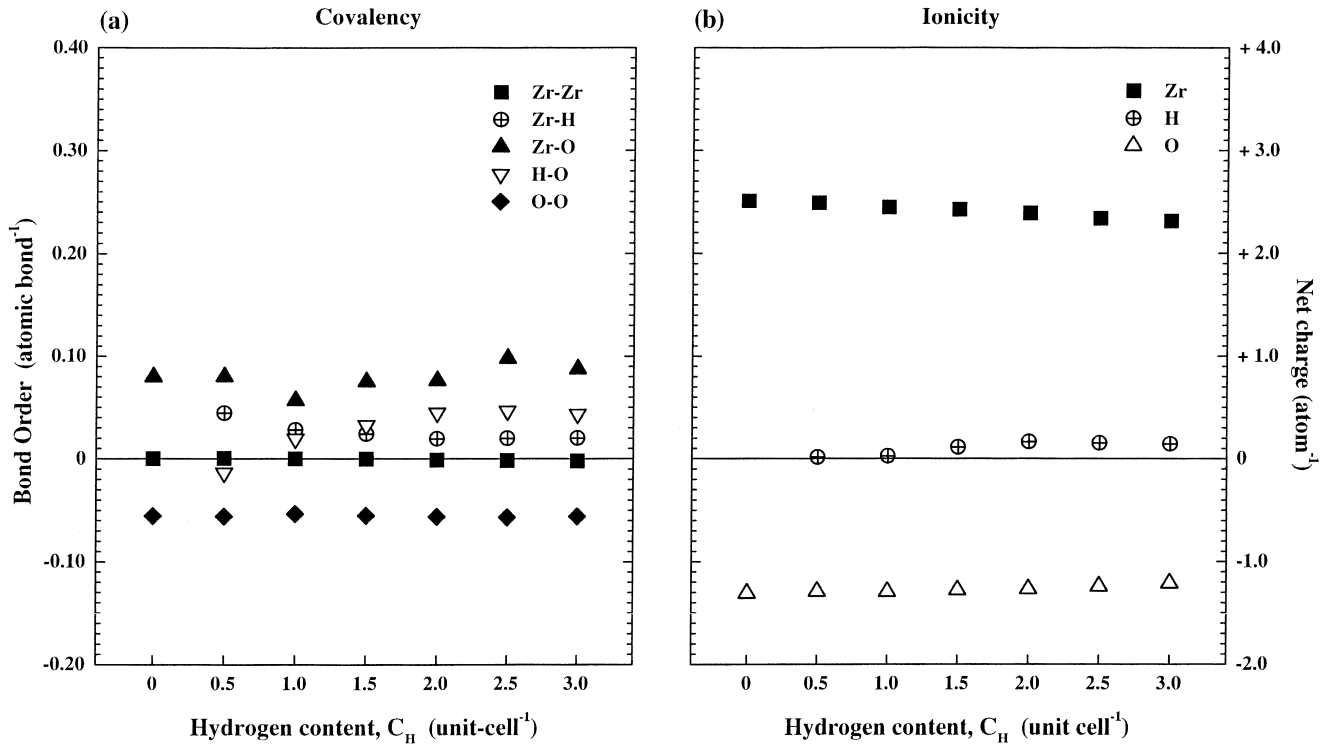 (a)
Covalency
0.40
0.30
0.20
0.10
0
-0.10
-0.20
Bond Order (atomic bond⁻¹)
Zr-Zr
Zr-H
Zr-O
H-O
O-O
0 0.5 1.0 1.5 2.0 2.5 3.0
Hydrogen content, C_H (unit-cell⁻¹)
(b)
Ionicity
Zr
H
O
+ 4.0
+ 3.0
+ 2.0
+ 1.0
0
-1.0
-2.0
Net charge (atom⁻¹)
0 0.5 1.0 1.5 2.0 2.5 3.0
Hydrogen content, C_H (unit cell⁻¹)